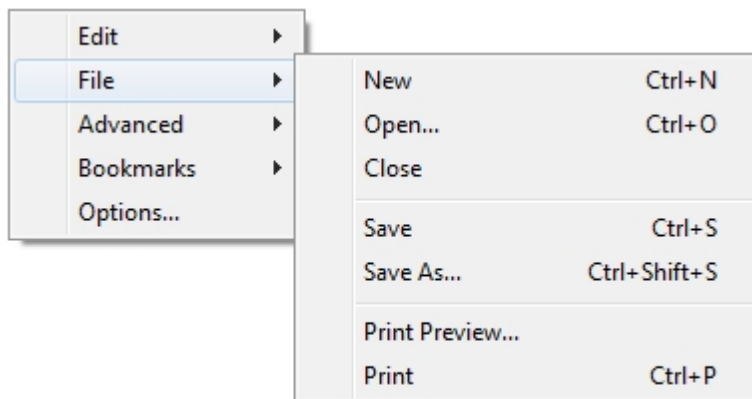 Edit
File
Advanced
Bookmarks
Options...
New Ctrl+N
Open... Ctrl+O
Close
Save Ctrl+S
Save As... Ctrl+Shift+S
Print Preview...
Print Ctrl+P